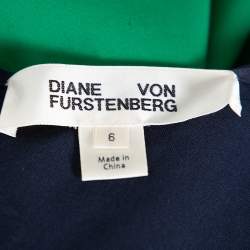 DIANE VON
FURSTENBERG
6
Made in
China